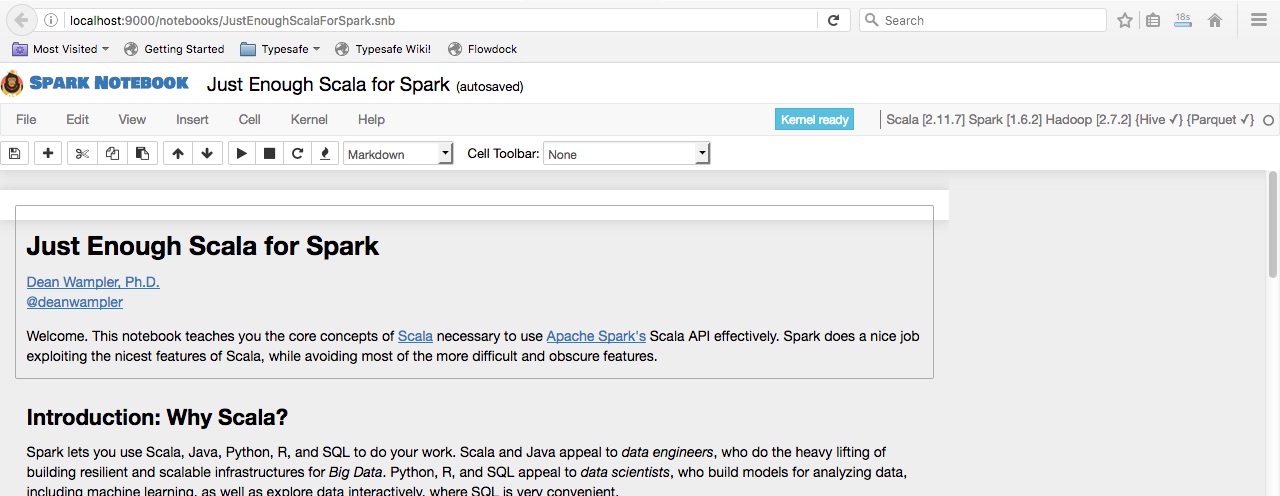 localhost:9000/notebooks/JustEnoughScalaForSpark.snb Search 18s
Most Visited Getting Started Typesafe Typesafe Wiki! Flowdock
SPARK NOTEBOOK Just Enough Scala for Spark (autosaved)
File Edit View Insert Cell Kernel Help Kernel ready Scala [2.11.7] Spark [1.6.2] Hadoop [2.7.2] {Hive ✓} {Parquet ✓}
Markdown Cell Toolbar: None
Just Enough Scala for Spark
Dean Wampler, Ph.D.
@deanwampler
Welcome. This notebook teaches you the core concepts of Scala necessary to use Apache Spark's Scala API effectively. Spark does a nice job
exploiting the nicest features of Scala, while avoiding most of the more difficult and obscure features.
Introduction: Why Scala?
Spark lets you use Scala, Java, Python, R, and SQL to do your work. Scala and Java appeal to data engineers, who do the heavy lifting of
building resilient and scalable infrastructures for Big Data. Python, R, and SQL appeal to data scientists, who build models for analyzing data,
including machine learning, as well as explore data interactively, where SQL is very convenient.